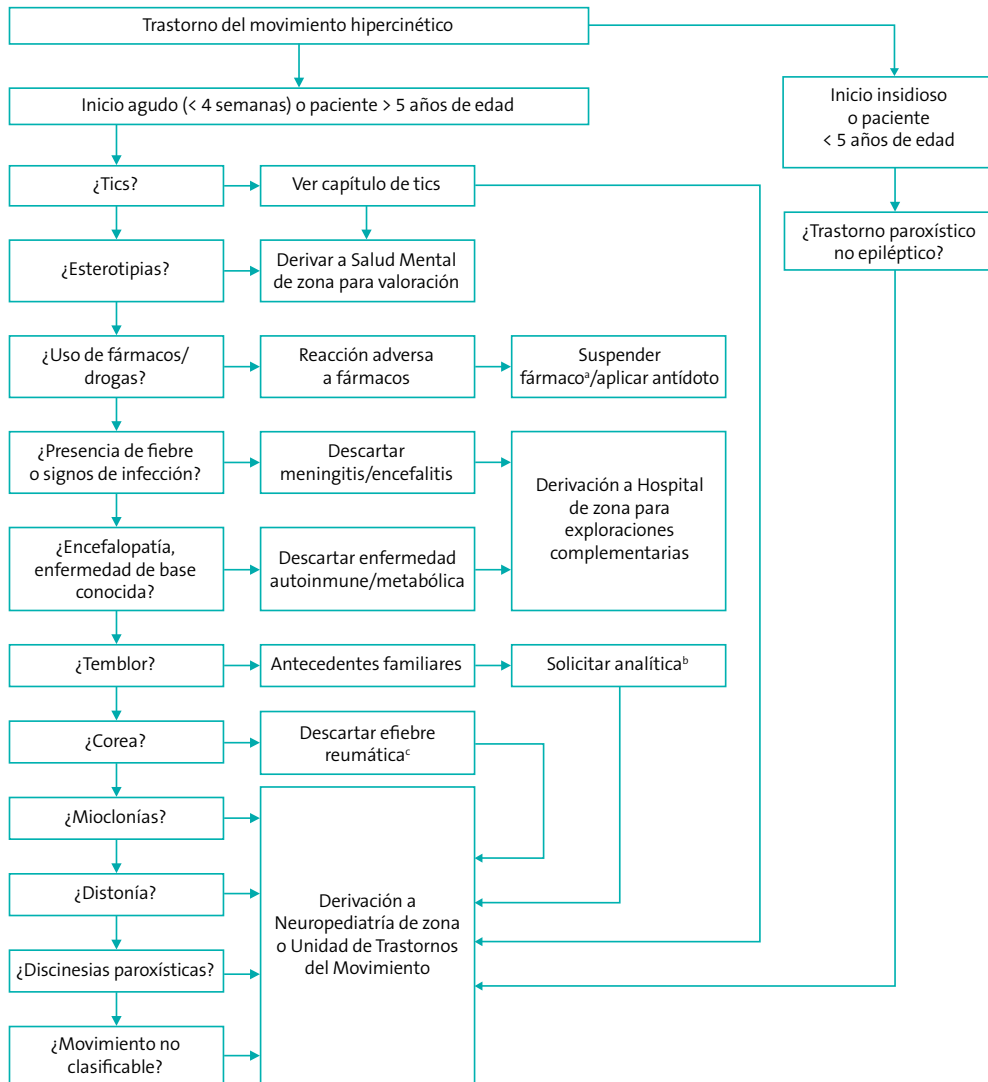 Trastorno del movimiento hipercinético
Inicio agudo (< 4 semanas) o paciente > 5 años de edad
Inicio insidioso
o paciente
< 5 años de edad
¿Tics?
Ver capítulo de tics
¿Trastorno paroxístico
no epiléptico?
¿Esterotipias?
Derivar a Salud Mental
de zona para valoración
¿Uso de fármacos/
drogas?
Reacción adversa
a fármacos
Suspender
fármacoᵃ/aplicar antídoto
¿Presencia de fiebre
o signos de infección?
Descartar
meningitis/encefalitis
Derivación a Hospital
de zona para
exploraciones
complementarias
¿Encefalopatía,
enfermedad de base
conocida?
Descartar enfermedad
autoinmune/metabólica
¿Temblor?
Antecedentes familiares
Solicitar analíticaᵇ
¿Corea?
Descartar efiebre
reumáticaᶜ
¿Mioclonías?
¿Distonía?
Derivación a
Neuropediatría de zona
o Unidad de Trastornos
del Movimiento
¿Discinesias paroxísticas?
¿Movimiento no
clasificable?